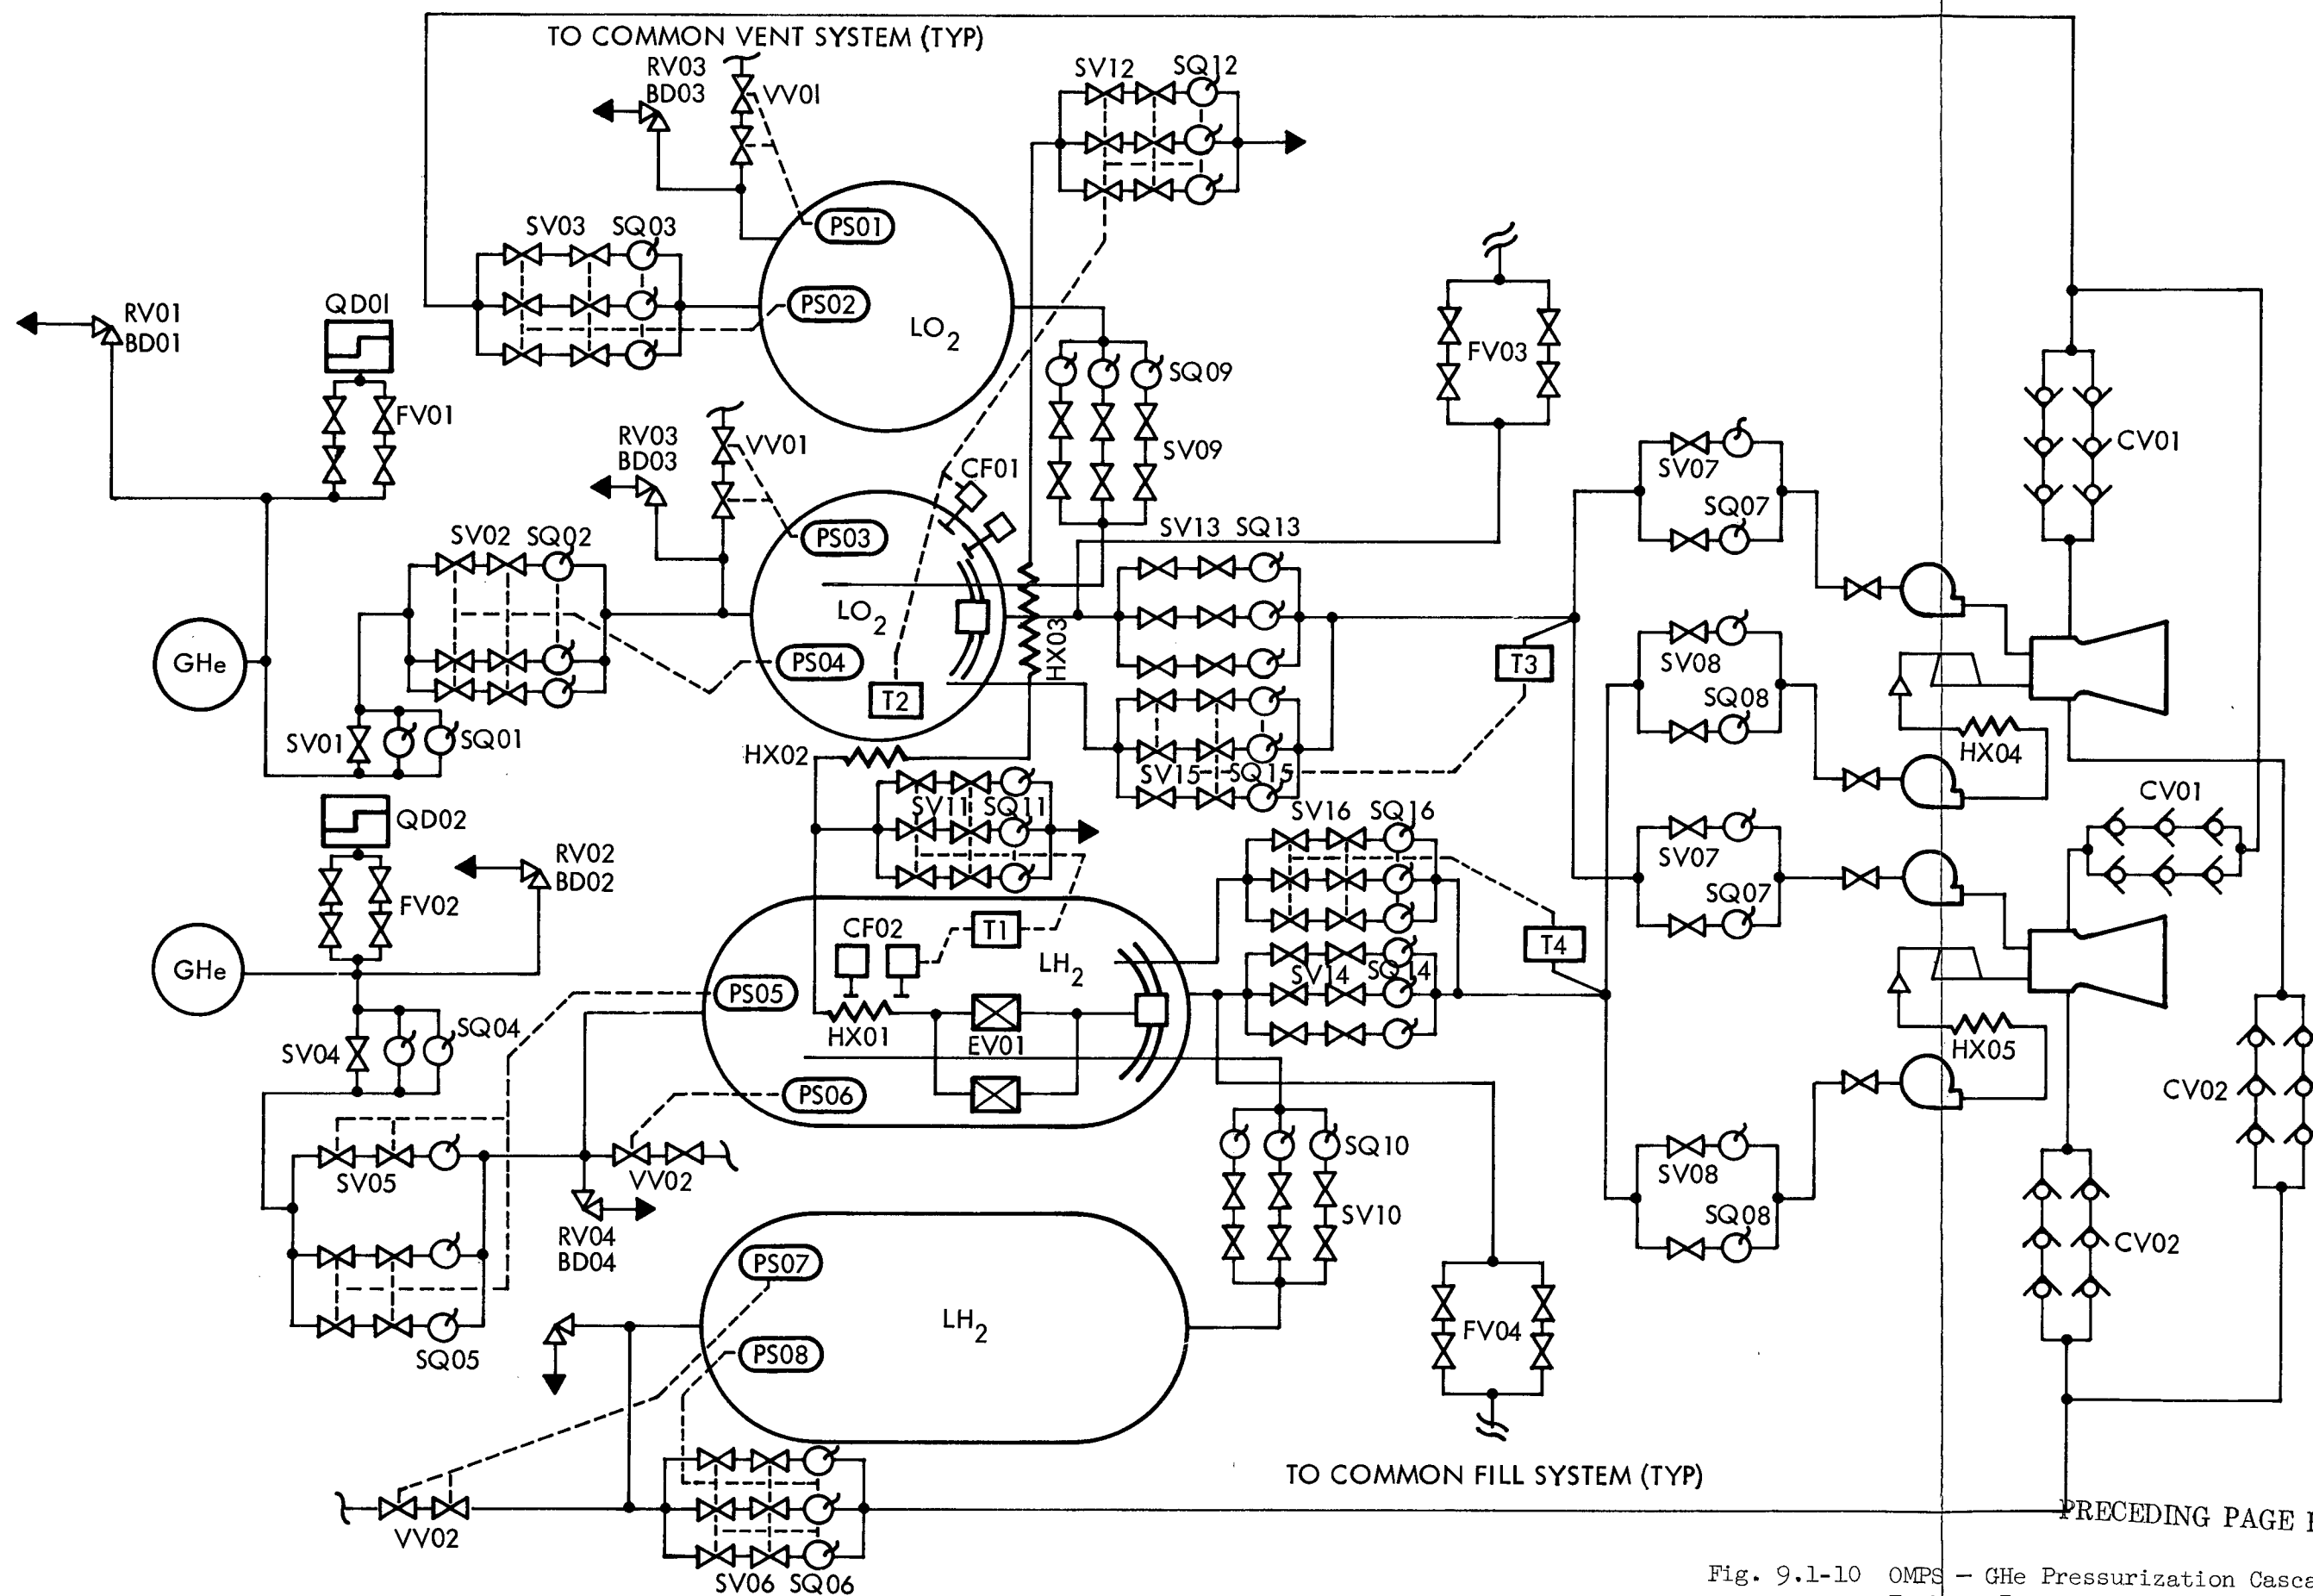 TO COMMON VENT SYSTEM (TYP)
RV03
BD03
VV01
SV12
SQ12
PS01
SV03
SQ03
PS02
LO2
RV01
BD01
QD01
FV01
SQ09
FV03
SV09
CV01
RV03
BD03
VV01
CF01
SV07
SQ07
SV02
SQ02
PS03
SV13 SQ13
LO2
HX03
PS04
T2
T3
SV08
SQ08
GHe
SV01
SQ01
HX02
SV15
SQ15
HX04
CV01
QD02
SV11
SQ11
SV16
SQ16
SV07
SQ07
RV02
BD02
FV02
CF02
T1
LH2
T4
GHe
PS05
SV14
SQ14
HX01
EV01
HX05
SV04
SQ04
PS06
CV02
SQ10
SV05
VV02
SV08
SQ08
SV10
RV04
BD04
CV02
PS07
LH2
FV04
PS08
SQ05
TO COMMON FILL SYSTEM (TYP)
VV02
SV06
SQ06
PRECEDING PAGE
Fig. 9.1-10 OMPS — GHe Pressurization Casca